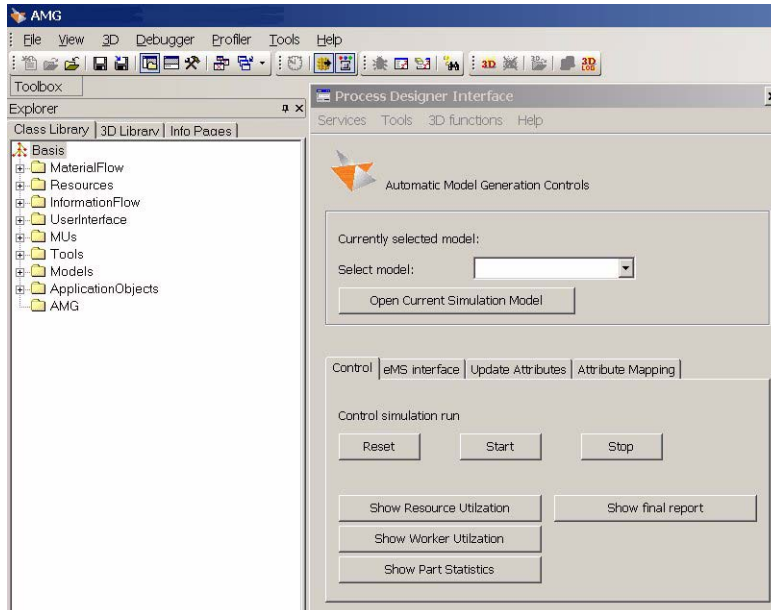 AMG
File View 3D Debugger Profiler Tools Help
Toolbox
Explorer
Class Library 3D Library Info Pages
Basis
MaterialFlow
Resources
InformationFlow
UserInterface
MUs
Tools
Models
ApplicationObjects
AMG
3D 3D
Process Designer Interface
Services Tools 3D functions Help
Automatic Model Generation Controls
Currently selected model:
Select model:
Open Current Simulation Model
Control eMS interface Update Attributes Attribute Mapping
Control simulation run
Reset Start Stop
Show Resource Utilzation Show final report
Show Worker Utilzation
Show Part Statistics